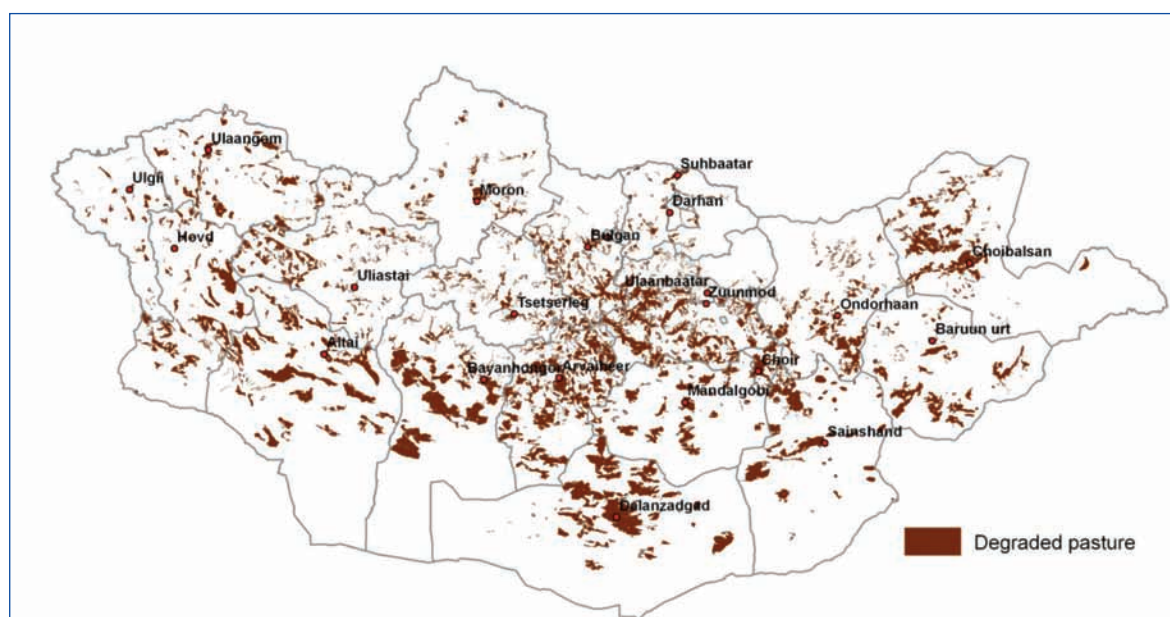 Ulaangom
Suhbaatar
Ulgii
Moron
Darhan
Hovd
Bulgan
Choibalsan
Uliastai
Ulaanbaatar
Zuunmod
Tsetserleg
Ondorhaan
Baruun urt
Altai
Choir
Bayanhongor
Arvaiheer
Mandalgobi
Sainshand
Dalanzadgad
Degraded pasture